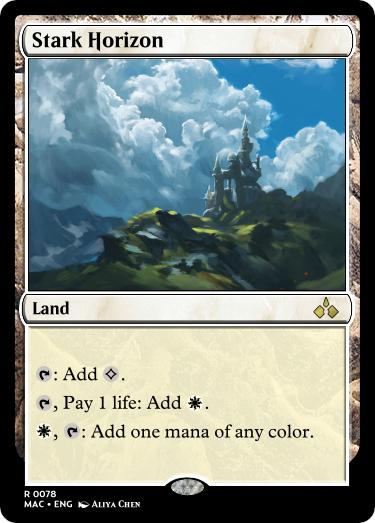 Stark Horizon
Land
: Add .
, Pay 1 life: Add .
, : Add one mana of any color.
R 0078
MAC • ENG Aliya Chen